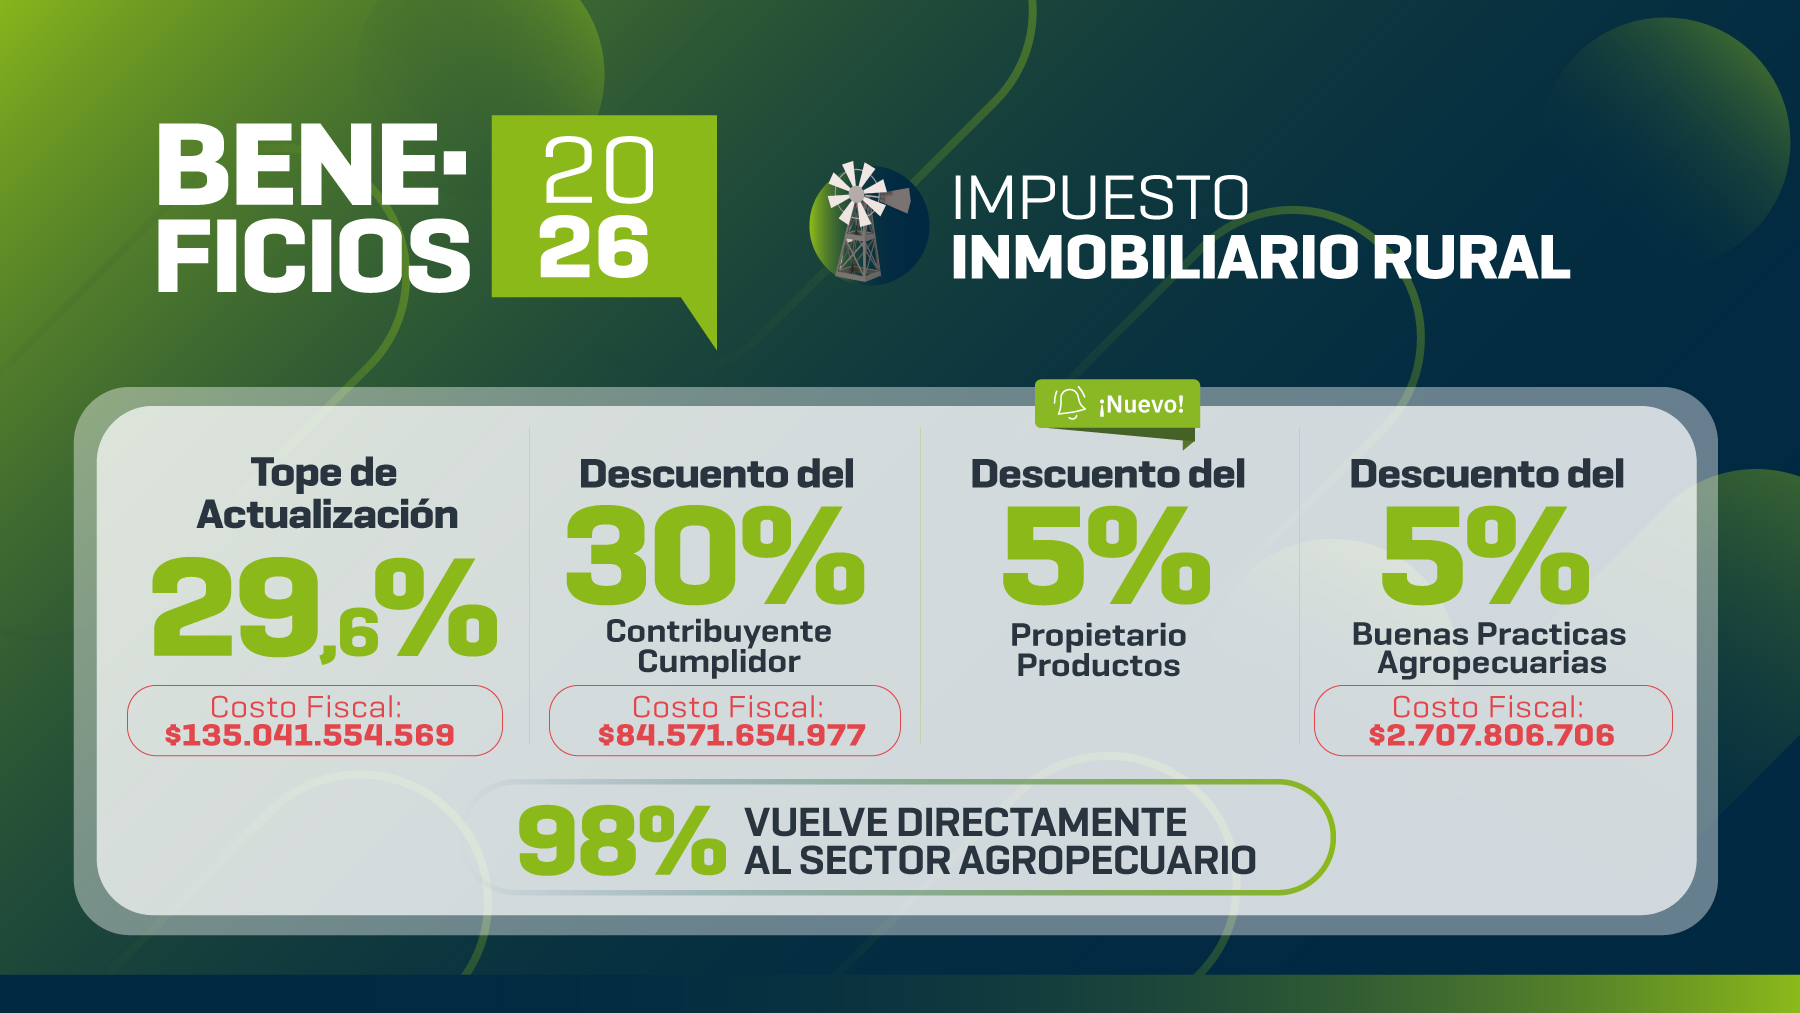 BENE-
FICIOS
20
26
IMPUESTO
INMOBILIARIO RURAL
Tope de
Actualización
29,6%
Costo Fiscal:
$135.041.554.569
Descuento del
30%
Contribuyente
Cumplidor
Costo Fiscal:
$84.571.654.977
¡Nuevo!
Descuento del
5%
Propietario
Productos
Descuento del
5%
Buenas Practicas
Agropecuarias
Costo Fiscal:
$2.707.806.706
98%
VUELVE DIRECTAMENTE
AL SECTOR AGROPECUARIO